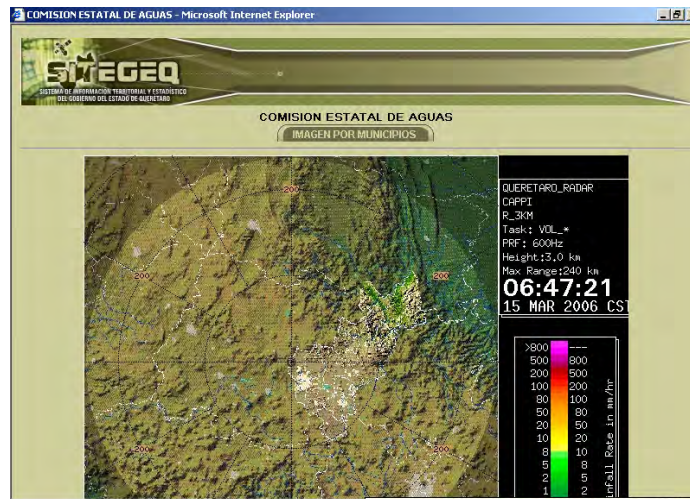 COMISION ESTATAL DE AGUAS - Microsoft Internet Explorer
SITEGEQ
SISTEMA DE INFORMACIÓN TERRITORIAL Y ESTADÍSTICO
DEL GOBIERNO DEL ESTADO DE QUERÉTARO
COMISION ESTATAL DE AGUAS
IMAGEN POR MUNICIPIOS
200
200
200
200
200
QUERETARO_RADAR
CAPPI
R_3KM
Task: VOL_*
PRF: 600Hz
Height:3.0 km
Max Range:240 km
06:47:21
15 MAR 2006 CST
>800 ---
500 800
200 500
100 200
80 100
50 80
20 50
10 20
8 10
5 8
2 5
1 2
infall Rate in mm/hr